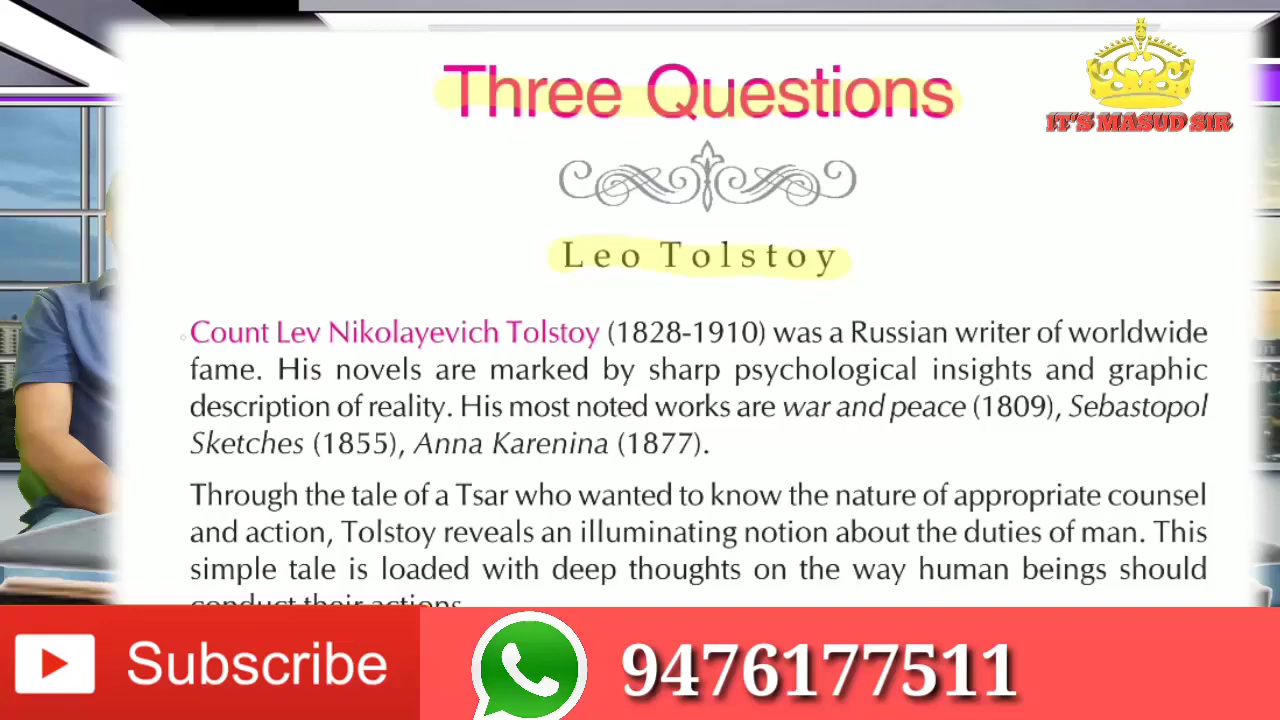 Three Questions
IT'S MASUD SIR
Leo Tolstoy
Count Lev Nikolayevich Tolstoy (1828-1910) was a Russian writer of worldwide
fame. His novels are marked by sharp psychological insights and graphic
description of reality. His most noted works are war and peace (1809), Sebastopol
Sketches (1855), Anna Karenina (1877).
Through the tale of a Tsar who wanted to know the nature of appropriate counsel
and action, Tolstoy reveals an illuminating notion about the duties of man. This
simple tale is loaded with deep thoughts on the way human beings should
conduct their actions.
Subscribe
9476177511